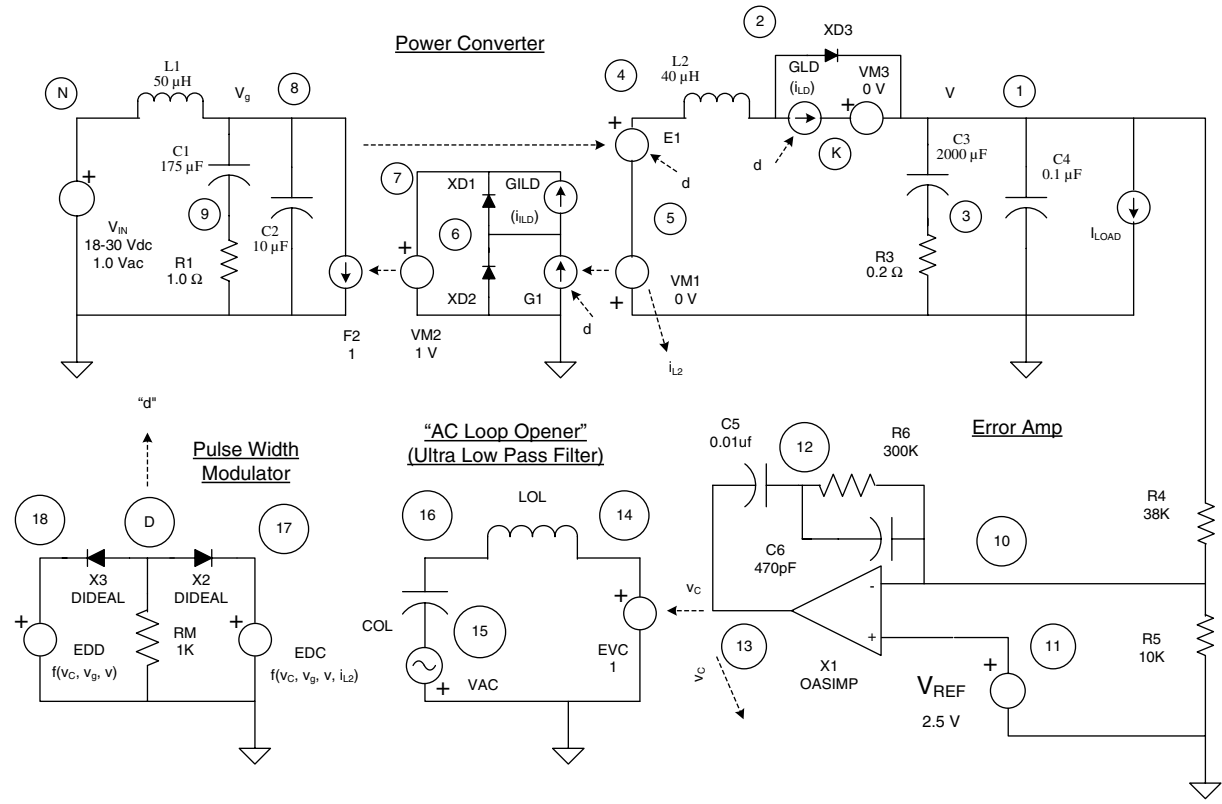 Power Converter
2
XD3
L1
50 µH
N
Vg
8
4
L2
40 µH
GLD
(iLD)
VM3
0 V
V
1
+
+
E1
+
d
K
C1
175 µF
C3
2000 µF
C4
0.1 µF
d
7
XD1
GILD
+
9
(iILD)
5
3
VIN
18-30 Vdc
1.0 Vac
C2
10 µF
6
ILOAD
R1
1.0 Ω
+
R3
0.2 Ω
XD2
G1
+
VM1
0 V
d
F2
1
VM2
1 V
iL2
"d"
Pulse Width
Modulator
"AC Loop Opener"
(Ultra Low Pass Filter)
C5
0.01uf
12
R6
300K
Error Amp
18
D
17
16
LOL
14
R4
38K
10
X3
DIDEAL
X2
DIDEAL
C6
470pF
vC
-
+
RM
1K
+
COL
15
+
EDD
f(vC, vg, v)
EDC
f(vC, vg, v, iL2)
EVC
1
13
+
11
R5
10K
+
VAC
vC
X1
OASIMP
+
VREF
2.5 V